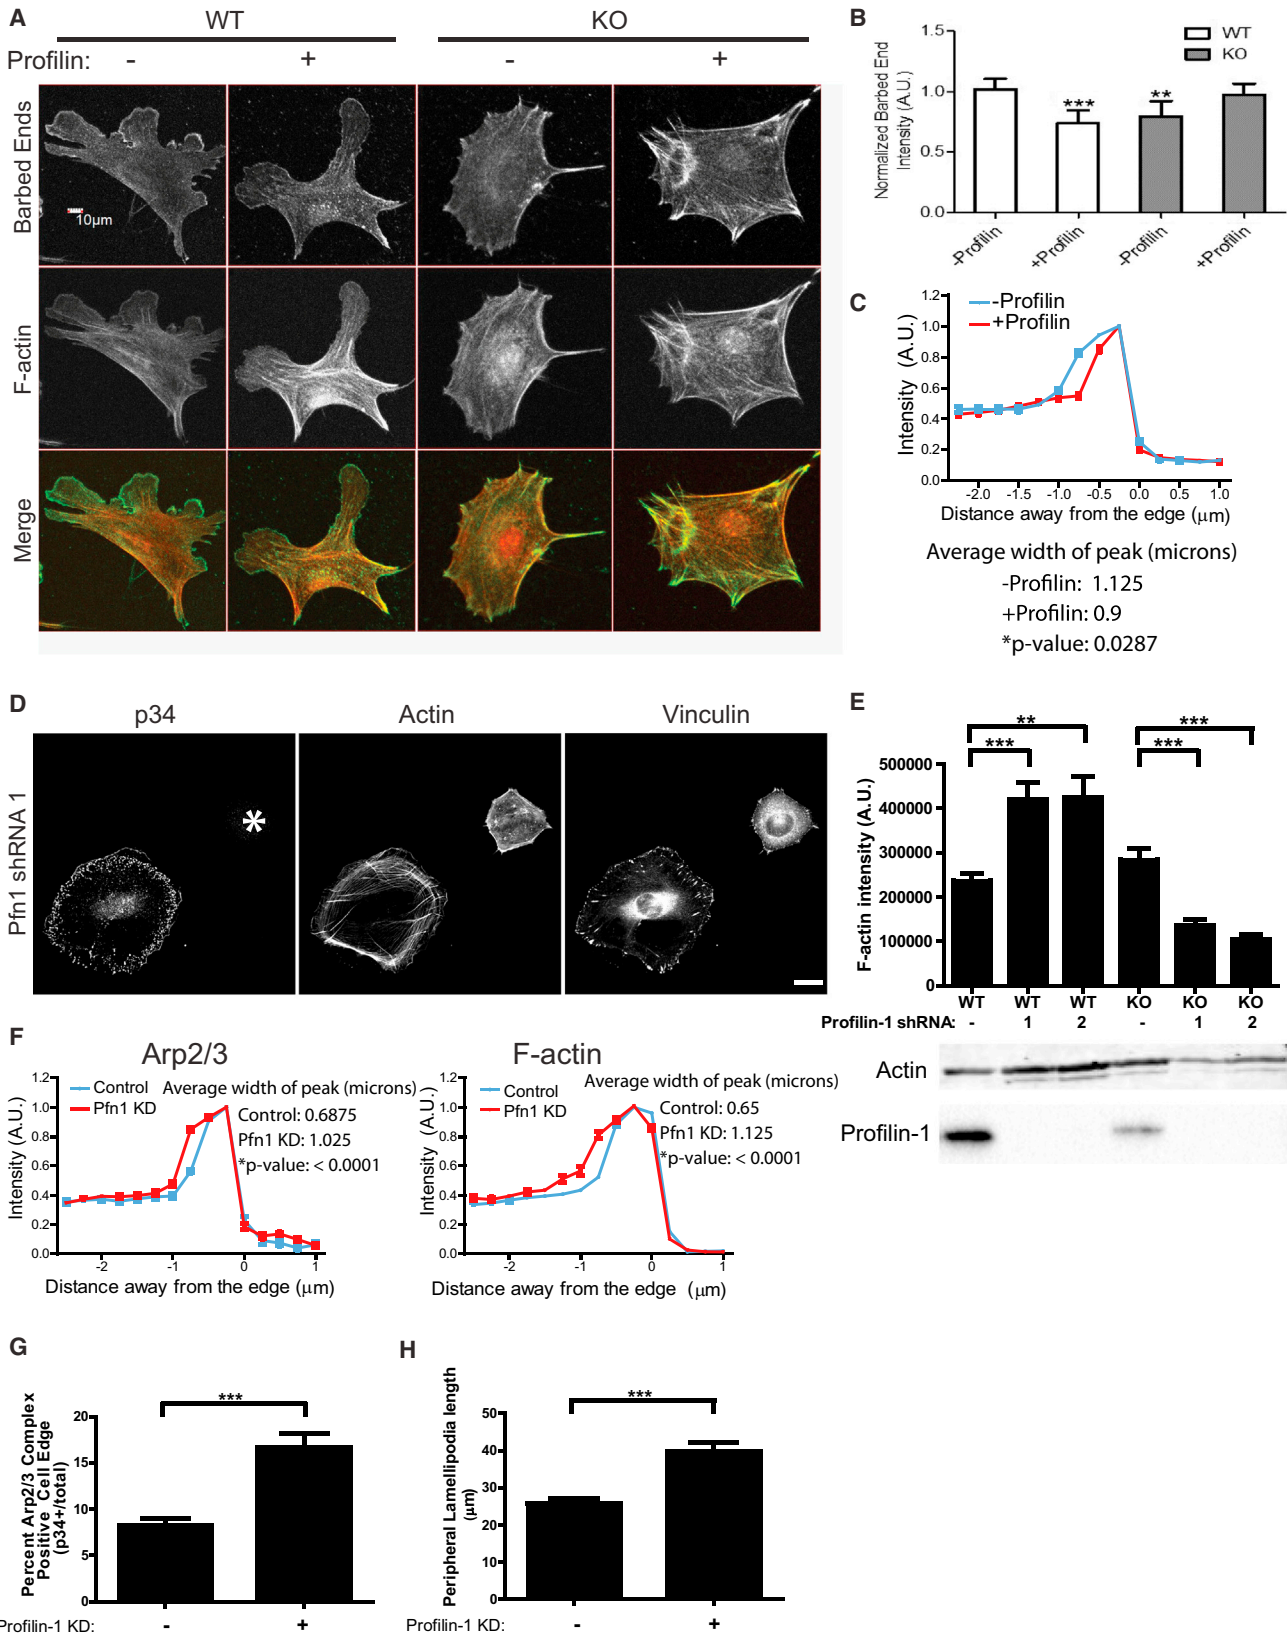 A
WT
KO
Profilin:
-
+
-
+
Barbed Ends
10μm
F-actin
Merge
B
Normalized Barbed End
Intensity (A.U.)
1.5
1.0
0.5
0.0
WT
KO
***
**
-Profilin
+Profilin
-Profilin
+Profilin
C
-Profilin
+Profilin
Intensity (A.U.)
1.2
1.0
0.8
0.6
0.4
0.2
0.0
-2.0
-1.5
-1.0
-0.5
0.0
0.5
1.0
Distance away from the edge (μm)
Average width of peak (microns)
-Profilin: 1.125
+Profilin: 0.9
*p-value: 0.0287
D
p34
Actin
Vinculin
Pfn1 shRNA 1
*
E
**
***
***
***
F-actin intensity (A.U.)
500000
400000
300000
200000
100000
0
WT WT WT KO KO KO
Profilin-1 shRNA: - 1 2 - 1 2
Actin
Profilin-1
F
Arp2/3
Control
Pfn1 KD
Average width of peak (microns)
Control: 0.6875
Pfn1 KD: 1.025
*p-value: < 0.0001
Intensity (A.U.)
1.2
1.0
0.8
0.6
0.4
0.2
0.0
-2
-1
0
1
Distance away from the edge (μm)
F-actin
Control
Pfn1 KD
Average width of peak (microns)
Control: 0.65
Pfn1 KD: 1.125
*p-value: < 0.0001
Intensity (A.U.)
1.2
1.0
0.8
0.6
0.4
0.2
0.0
-2
-1
0
1
Distance away from the edge (μm)
G
***
Percent Arp2/3 Complex
Positive Cell Edge
(p34+/total)
20
15
10
5
0
Profilin-1 KD: - +
H
***
Peripheral Lamellipodia length
(μm)
50
40
30
20
10
0
Profilin-1 KD: - +